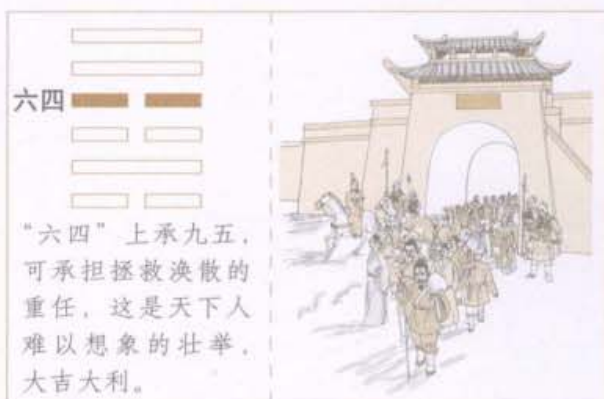 六四
“六四”上承九五，
可承担拯救涣散的
重任，这是天下人
难以想象的壮举，
大吉大利。